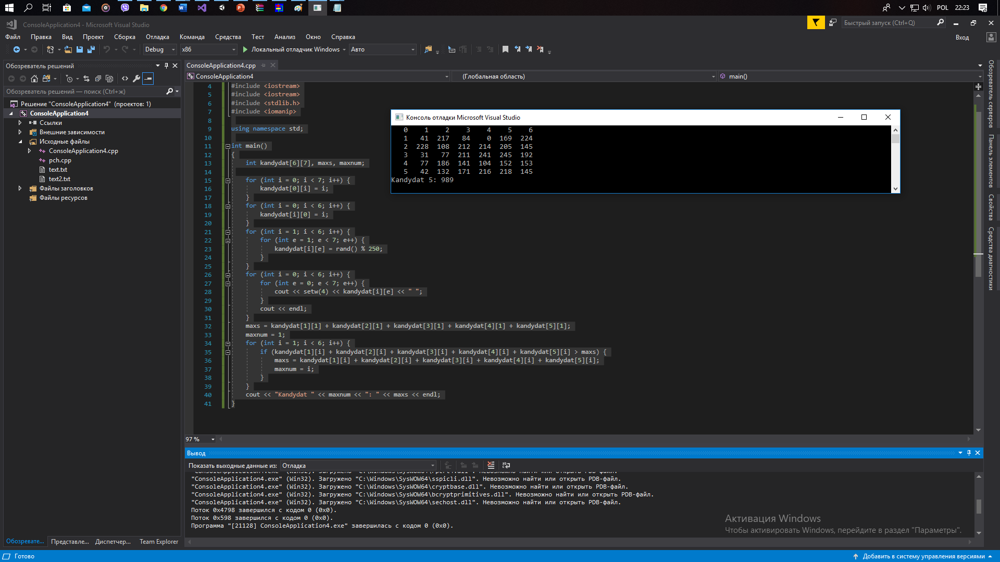 POL 22:23
ConsoleApplication4 - Microsoft Visual Studio
Быстрый запуск (Ctrl+Q)
Файл Правка Вид Проект Сборка Отладка Команда Средства Тест Анализ Окно Справка
Вход
Debug x86 Локальный отладчик Windows Авто
Обозреватель решений
Обозреватель решений — поиск (Ctrl+ж)
Решение "ConsoleApplication4" (проектов: 1)
ConsoleApplication4
Ссылки
Внешние зависимости
Исходные файлы
ConsoleApplication4.cpp
pch.cpp
text.txt
text2.txt
Файлы заголовков
Файлы ресурсов
Обозревате... Представле... Диспетчер... Team Explorer
ConsoleApplication4.cpp
ConsoleApplication4 (Глобальная область) main()
4 #include <iostream>
5 #include <iostream>
6 #include <stdlib.h>
7 #include <iomanip>
8
9 using namespace std;
10
11 int main()
12 {
13 int kandydat[6][7], maxs, maxnum;
14
15 for (int i = 0; i < 7; i++) {
16 kandydat[0][i] = i;
17 }
18 for (int i = 0; i < 6; i++) {
19 kandydat[i][0] = i;
20 }
21 for (int i = 1; i < 6; i++) {
22 for (int e = 1; e < 7; e++) {
23 kandydat[i][e] = rand() % 250;
24 }
25 }
26 for (int i = 0; i < 6; i++) {
27 for (int e = 0; e < 7; e++) {
28 cout << setw(4) << kandydat[i][e] << " ";
29 }
30 cout << endl;
31 }
32 maxs = kandydat[1][1] + kandydat[2][1] + kandydat[3][1] + kandydat[4][1] + kandydat[5][1];
33 maxnum = 1;
34 for (int i = 1; i < 6; i++) {
35 if (kandydat[1][i] + kandydat[2][i] + kandydat[3][i] + kandydat[4][i] + kandydat[5][i] > maxs) {
36 maxs = kandydat[1][i] + kandydat[2][i] + kandydat[3][i] + kandydat[4][i] + kandydat[5][i];
37 maxnum = i;
38 }
39 }
40 cout << "Kandydat " << maxnum << ": " << maxs << endl;
41 }
Консоль отладки Microsoft Visual Studio
0 1 2 3 4 5 6
1 41 217 84 0 169 224
2 228 108 212 214 205 145
3 31 77 211 241 245 192
4 77 186 141 104 152 153
5 42 132 171 216 218 145
Kandydat 5: 989
97 %
Вывод
Показать выходные данные из: Отладка
"ConsoleApplication4.exe" (Win32). Загружено "C:\Windows\SysWOW64\sspicli.dll". Невозможно найти или открыть PDB-файл.
"ConsoleApplication4.exe" (Win32). Загружено "C:\Windows\SysWOW64\cryptbase.dll". Невозможно найти или открыть PDB-файл.
"ConsoleApplication4.exe" (Win32). Загружено "C:\Windows\SysWOW64\bcryptprimitives.dll". Невозможно найти или открыть PDB-файл.
"ConsoleApplication4.exe" (Win32). Загружено "C:\Windows\SysWOW64\sechost.dll". Невозможно найти или открыть PDB-файл.
Поток 0x4798 завершился с кодом 0 (0x0).
Поток 0x598 завершился с кодом 0 (0x0).
Программа "[21128] ConsoleApplication4.exe" завершилась с кодом 0 (0x0).
Активация Windows
Чтобы активировать Windows, перейдите в раздел "Параметры".
Обозреватель серверов
Панель элементов
Свойства
Средства диагностики
Готово
Добавить в систему управления версиями